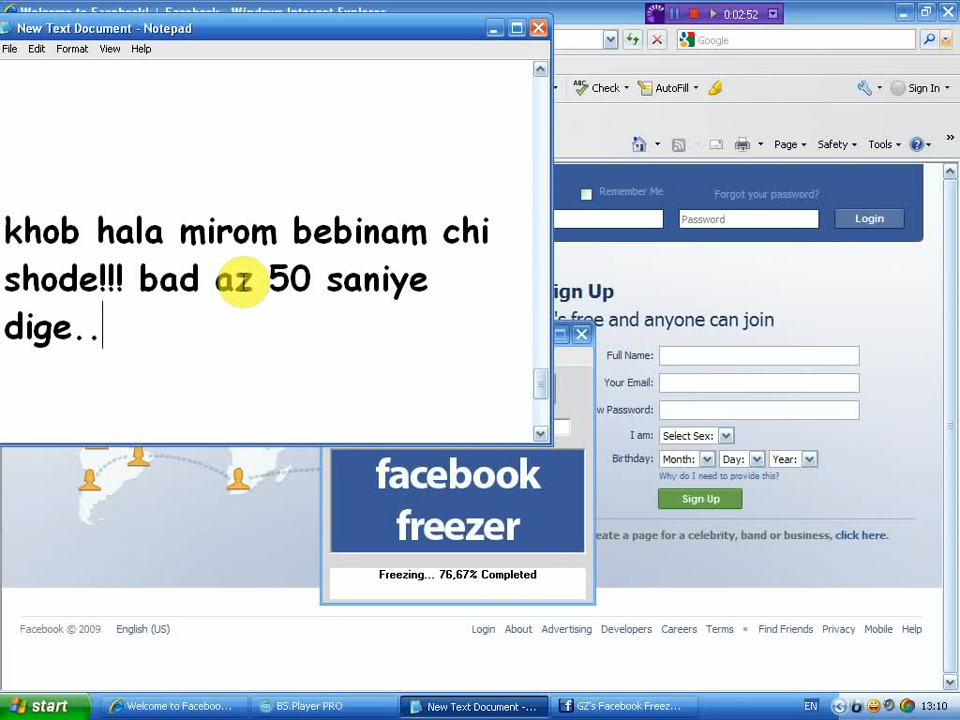 Welcome to Facebook! | Facebook - Windows Internet Explorer
0:02:52
New Text Document - Notepad
File Edit Format View Help
Google
Check AutoFill Sign In
Page Safety Tools
khob hala mirom bebinam chi
shode!!! bad az 50 saniye
dige..
Remember Me
Forgot your password?
Password
Login
ign Up
's free and anyone can join
Full Name:
Your Email:
w Password:
I am: Select Sex:
Birthday: Month: Day: Year:
Why do I need to provide this?
Sign Up
eate a page for a celebrity, band or business, click here.
facebook
freezer
Freezing... 76,67% Completed
Facebook © 2009 English (US)
Login About Advertising Developers Careers Terms Find Friends Privacy Mobile Help
start
Welcome to Faceboo...
BS.Player PRO
New Text Document -...
GZ's Facebook Freez...
EN
13:10